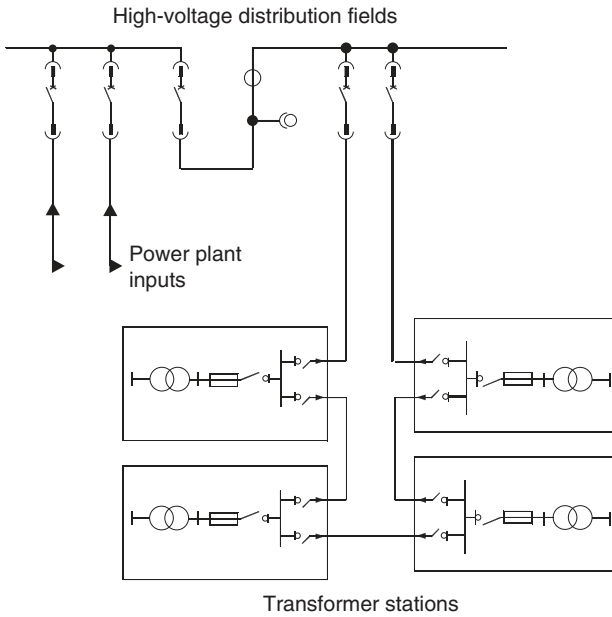 High-voltage distribution fields
Power plant
inputs
Transformer stations